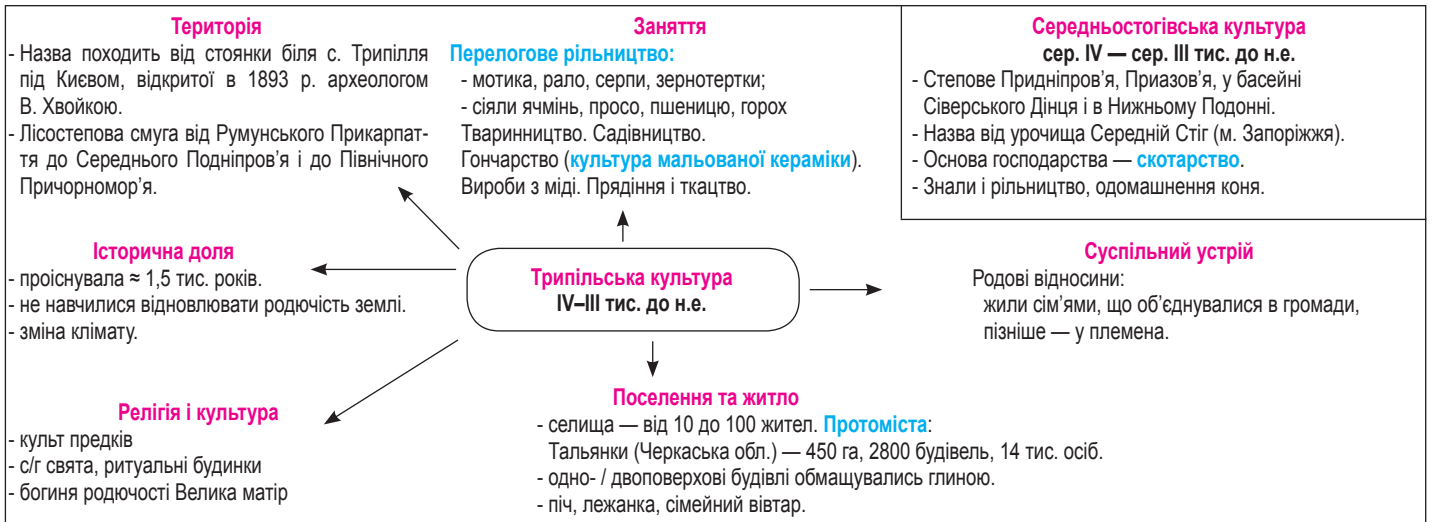 Територія
- Назва походить від стоянки біля с. Трипілля
під Києвом, відкритої в 1893 р. археологом
В. Хвойкою.
- Лісостепова смуга від Румунського Прикарпат-
тя до Середнього Подніпров’я і до Північного
Причорномор’я.
Заняття
Перелогове рільництво:
- мотика, рало, серпи, зернотертки;
- сіяли ячмінь, просо, пшеницю, горох
Тваринництво. Садівництво.
Гончарство (культура мальованої кераміки).
Вироби з міді. Прядіння і ткацтво.
Середньостогівська культура
сер. IV — сер. III тис. до н.е.
- Степове Придніпров’я, Приазов’я, у басейні
Сіверського Дінця і в Нижньому Подонні.
- Назва від урочища Середній Стіг (м. Запоріжжя).
- Основа господарства — скотарство.
- Знали і рільництво, одомашнення коня.
Історична доля
- проіснувала ≈ 1,5 тис. років.
- не навчилися відновлювати родючість землі.
- зміна клімату.
Трипільська культура
IV–III тис. до н.е.
Суспільний устрій
Родові відносини:
жили сім’ями, що об’єднувалися в громади,
пізніше — у племена.
Релігія і культура
- культ предків
- с/г свята, ритуальні будинки
- богиня родючості Велика матір
Поселення та житло
- селища — від 10 до 100 жител. Протоміста:
Тальянки (Черкаська обл.) — 450 га, 2800 будівель, 14 тис. осіб.
- одно- / двоповерхові будівлі обмащувались глиною.
- піч, лежанка, сімейний вівтар.